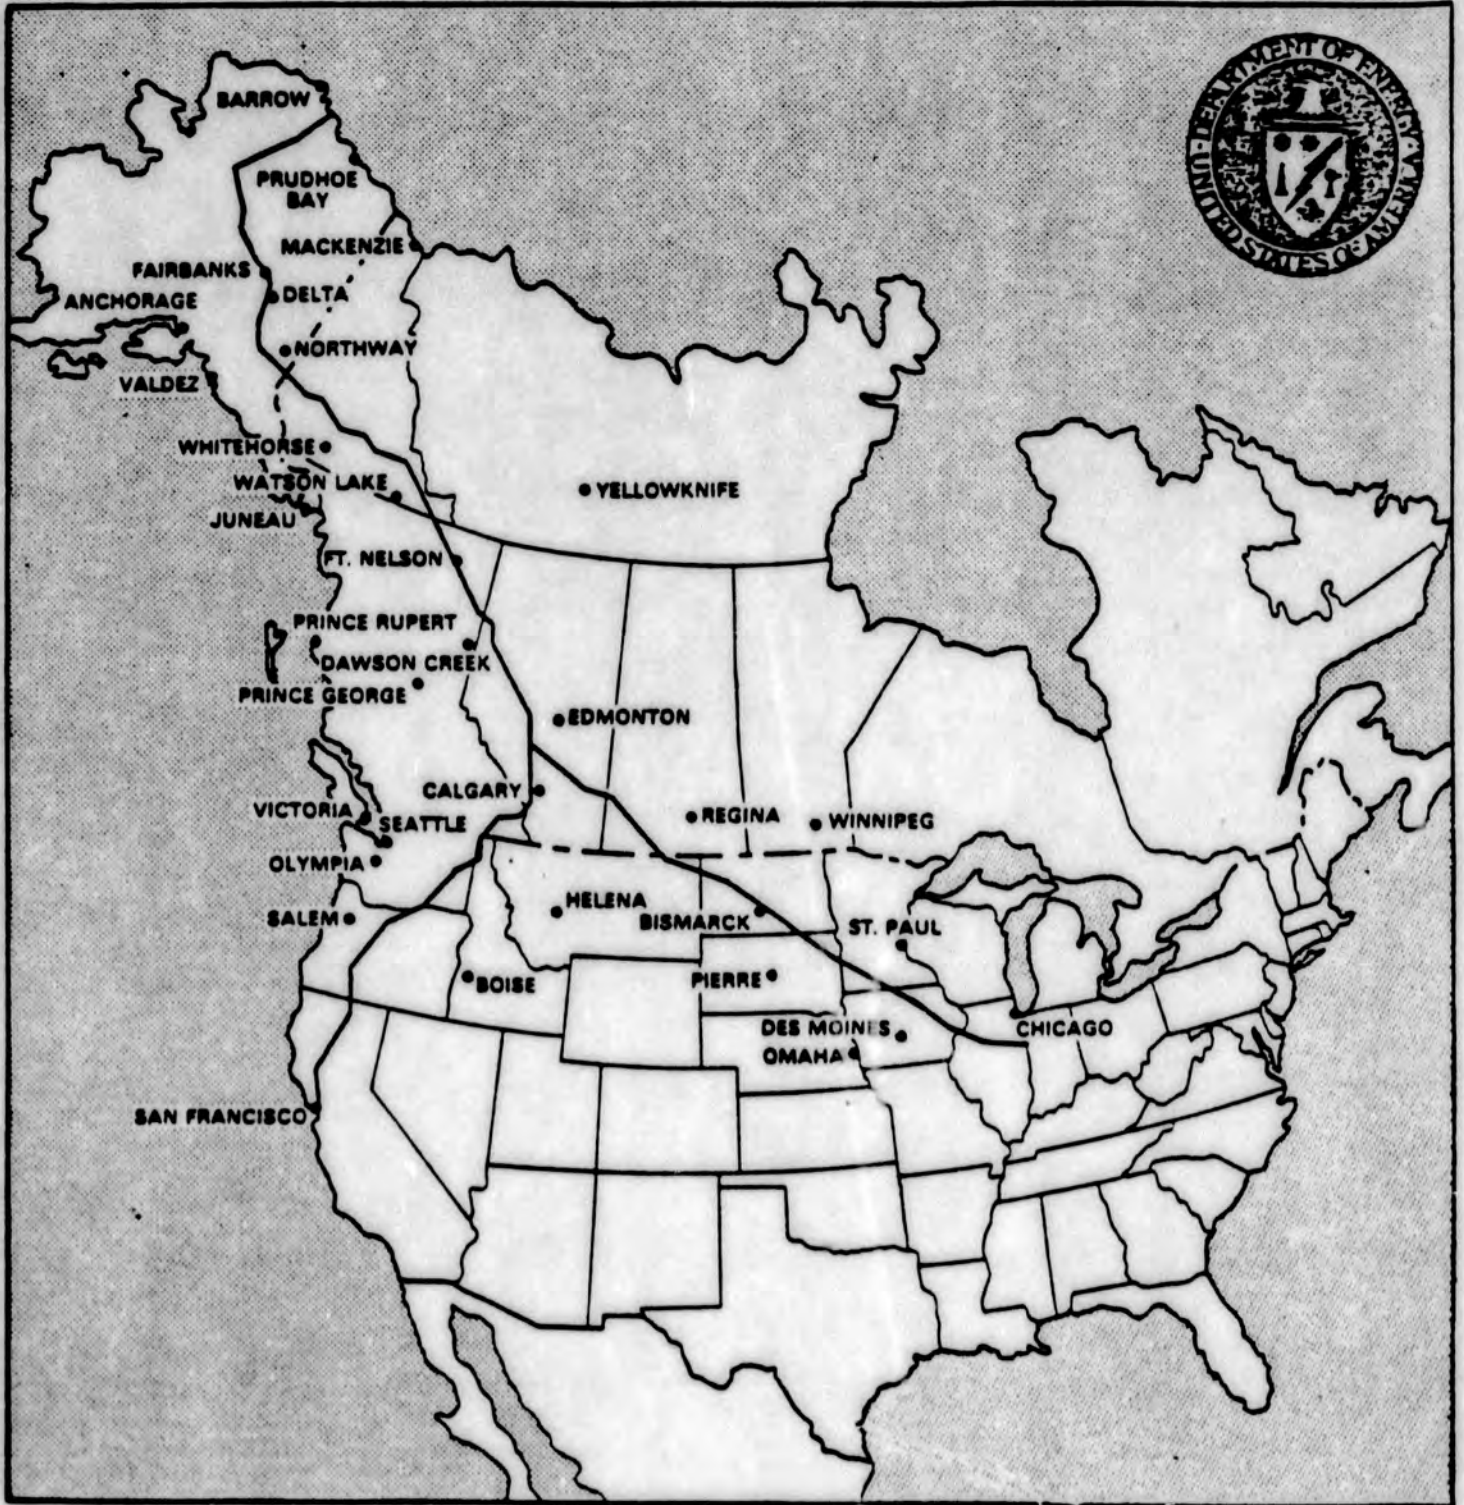 DEPARTMENT OF ENERGY
UNITED STATES OF AMERICA
BARROW
PRUDHOE
BAY
MACKENZIE
FAIRBANKS
DELTA
ANCHORAGE
NORTHWAY
VALDEZ
WHITEHORSE
WATSON LAKE
YELLOWKNIFE
JUNEAU
FT. NELSON
PRINCE RUPERT
DAWSON CREEK
PRINCE GEORGE
EDMONTON
CALGARY
VICTORIA
SEATTLE
REGINA
WINNIPEG
OLYMPIA
HELENA
SALEM
BISMARCK
ST. PAUL
BOISE
PIERRE
DES MOINES
CHICAGO
OMAHA
SAN FRANCISCO